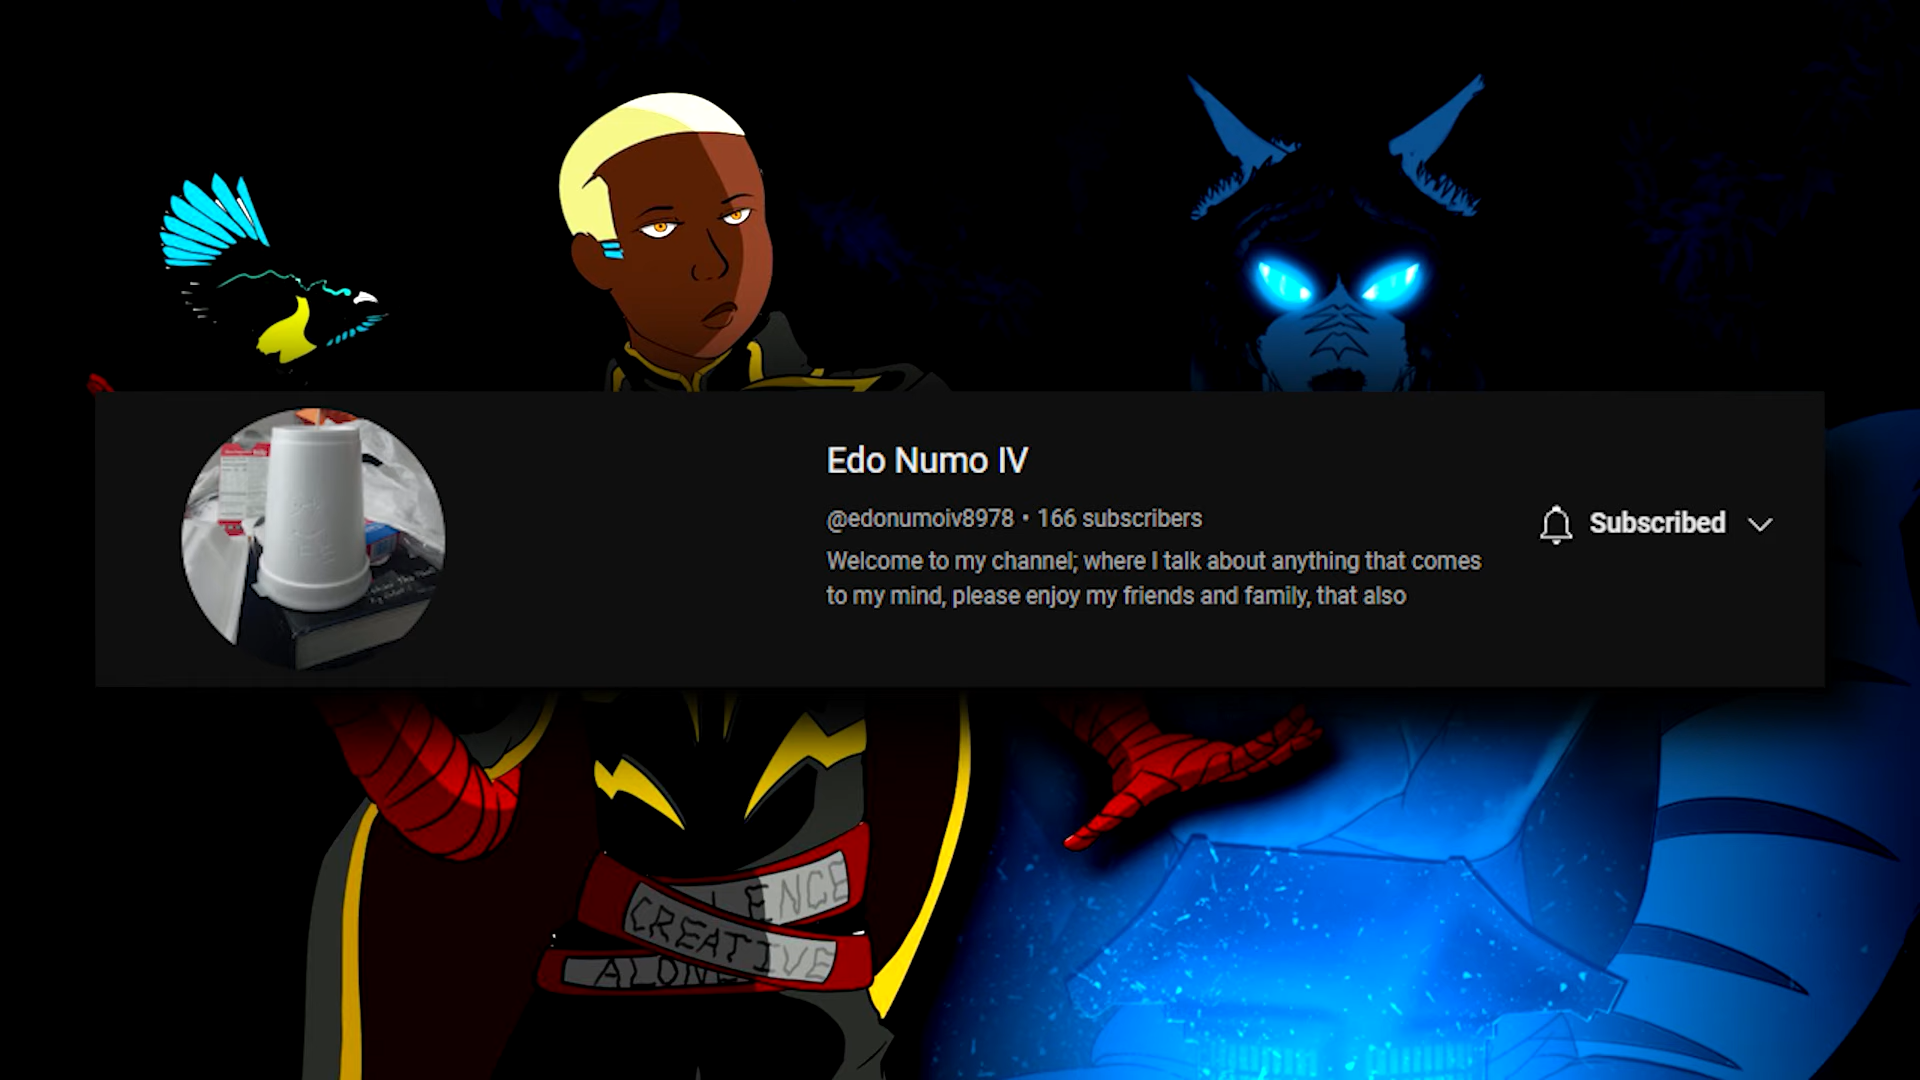 Edo Numo IV
@edonumoiv8978 • 166 subscribers
Welcome to my channel; where I talk about anything that comes
to my mind, please enjoy my friends and family, that also
Subscribed
CREATIVE